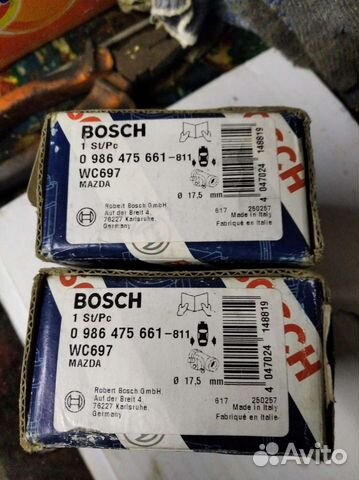 BOSCH
1 St/Pc
0 986 475 661-811
WC697
MAZDA
Ø 17,5 mm
Robert Bosch GmbH
Auf der Breit 4,
76227 Karlsruhe,
Germany
617 250257
Made in Italy
Fabriqué en Italie
4 047024 148819
BOSCH
BOSCH
1 St/Pc
0 986 475 661-811
WC697
MAZDA
Ø 17,5 mm
Robert Bosch GmbH
Auf der Breit 4,
76227 Karlsruhe,
Germany
617 250257
Made in Italy
Fabriqué en Italie
4 047024 148819
BOSCH
Avito